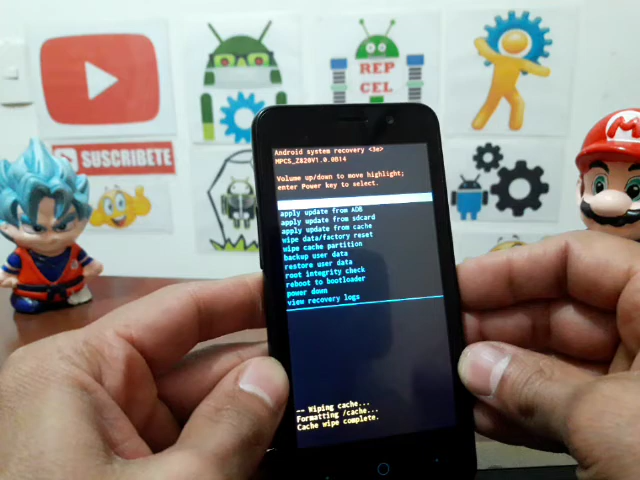 REP
CEL
SUSCRIBETE
Android system recovery <3e>
MPCS_Z820V1.0.0B14
Volume up/down to move highlight;
enter Power key to select.
apply update from ADB
apply update from sdcard
apply update from cache
wipe data/factory reset
wipe cache partition
backup user data
restore user data
root integrity check
reboot to bootloader
power down
view recovery logs
-- Wiping cache...
Formatting /cache...
Cache wipe complete.
M